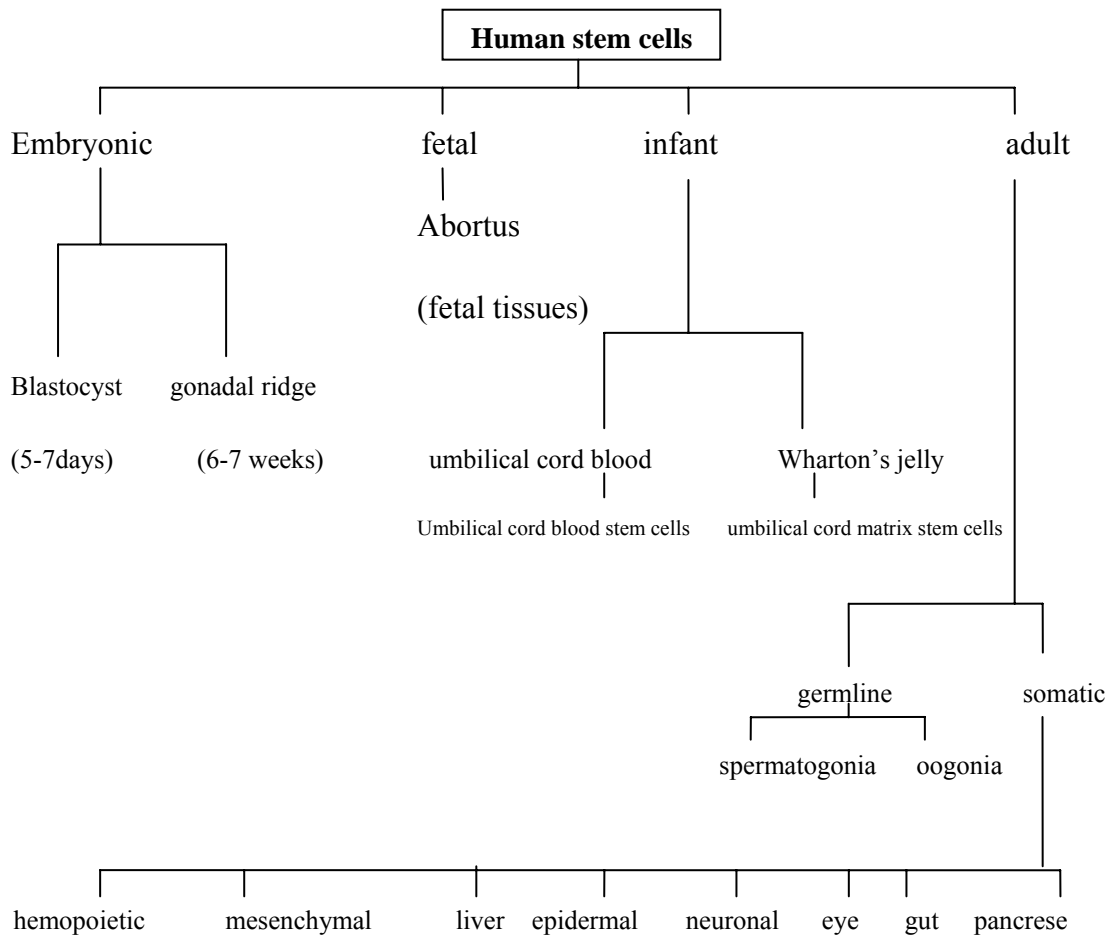 Human stem cells
Embryonic fetal infant adult
Abortus
(fetal tissues)
Blastocyst gonadal ridge
(5-7days) (6-7 weeks) umbilical cord blood Wharton's jelly
Umbilical cord blood stem cells umbilical cord matrix stem cells
germline somatic
spermatogonia oogonia
hemopoietic mesenchymal liver epidermal neuronal eye gut pancrese